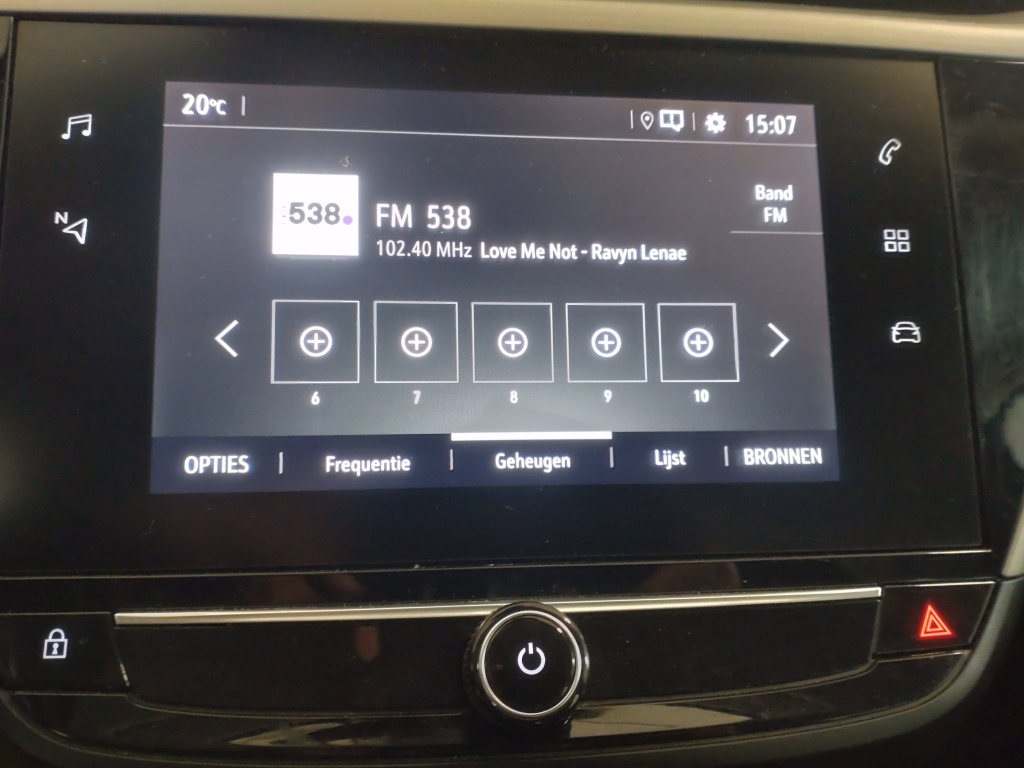 20°C
15:07
N
538.
FM 538
102.40 MHz Love Me Not - Ravyn Lenae
Band
FM
6 7 8 9 10
OPTIES Frequentie Geheugen Lijst BRONNEN